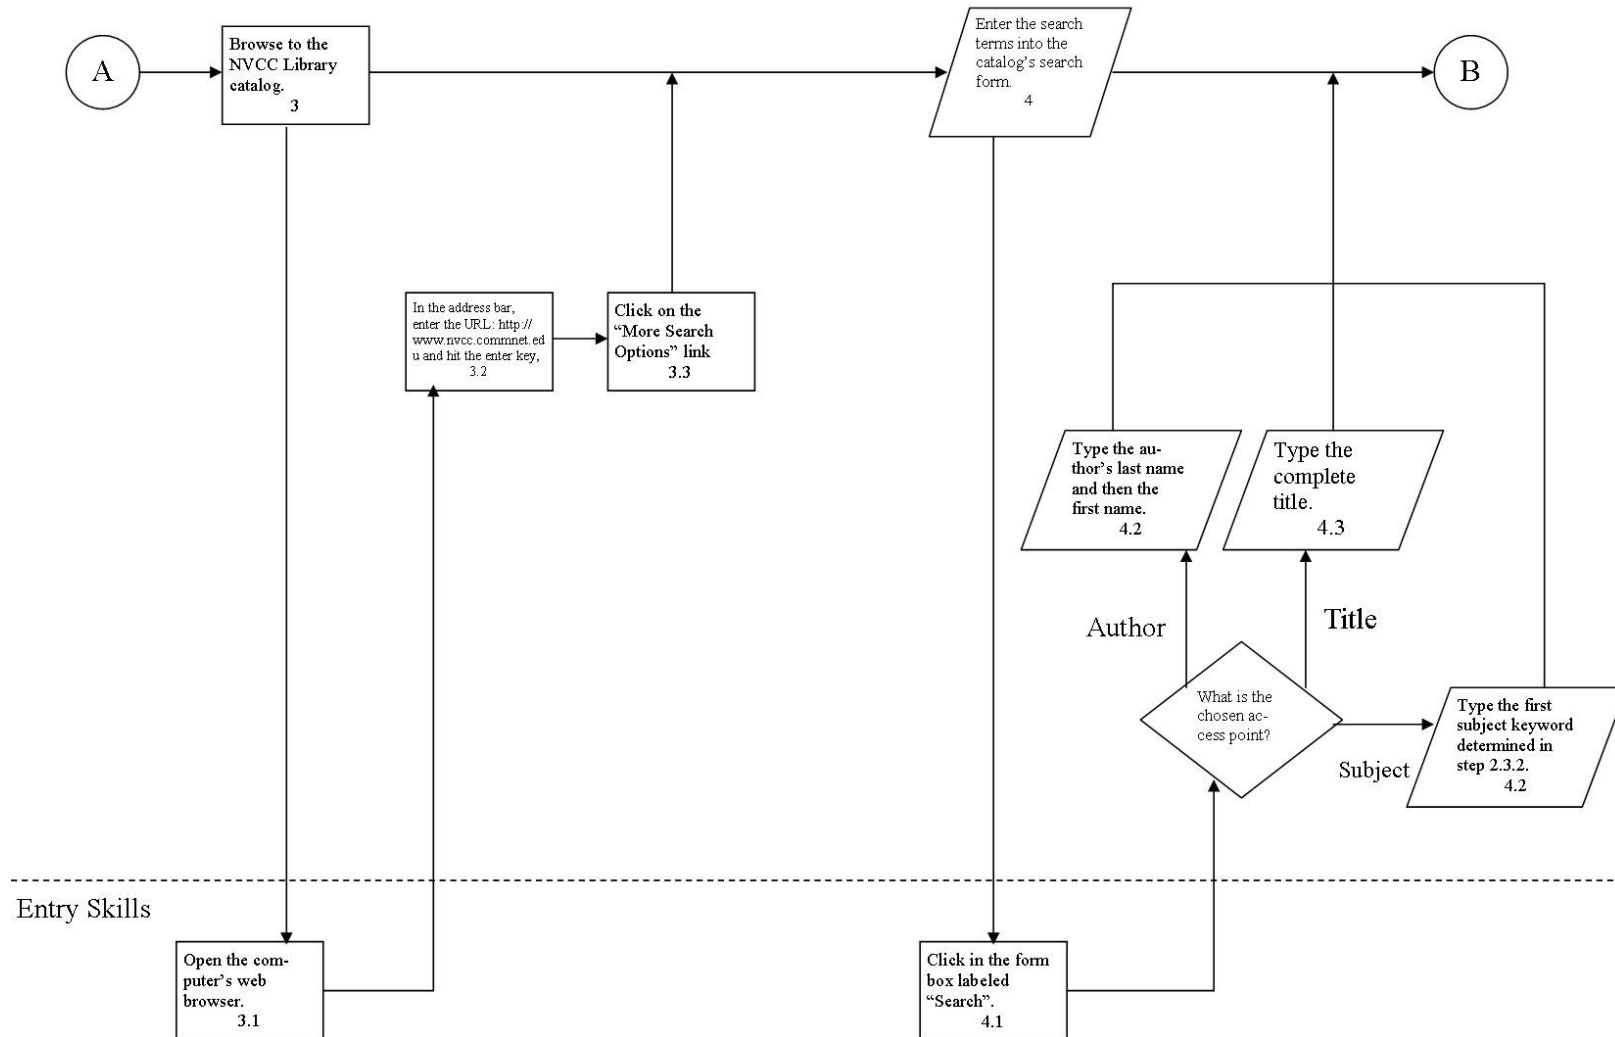 A
Browse to the
NVCC Library
catalog.
3
Enter the search
terms into the
catalog’s search
form.
4
B
In the address bar,
enter the URL: http://
www.nvcc.commnet.ed
u and hit the enter key,
3.2
Click on the
“More Search
Options” link
3.3
Type the au-
thor’s last name
and then the
first name.
4.2
Type the
complete
title.
4.3
Author
Title
What is the
chosen ac-
cess point?
Subject
Type the first
subject keyword
determined in
step 2.3.2.
4.2
Entry Skills
Open the com-
puter’s web
browser.
3.1
Click in the form
box labeled
“Search”.
4.1